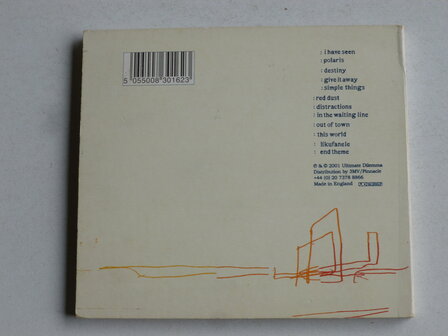 5 055008 301623
: i have seen
: polaris
: destiny
: give it away
: simple things
: red dust
: distractions
: in the waiting line
: out of town
: this world
: likufanele
: end theme
℗ & © 2001 Ultimate Dilemma
Distribution by 3MV/Pinnacle
+44 (0) 20 7378 8866
Made in England